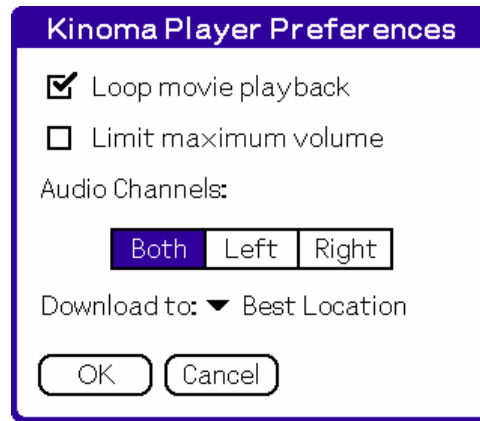 Kinoma Player Preferences
Loop movie playback
Limit maximum volume
Audio Channels:
Both Left Right
Download to: Best Location
OK Cancel